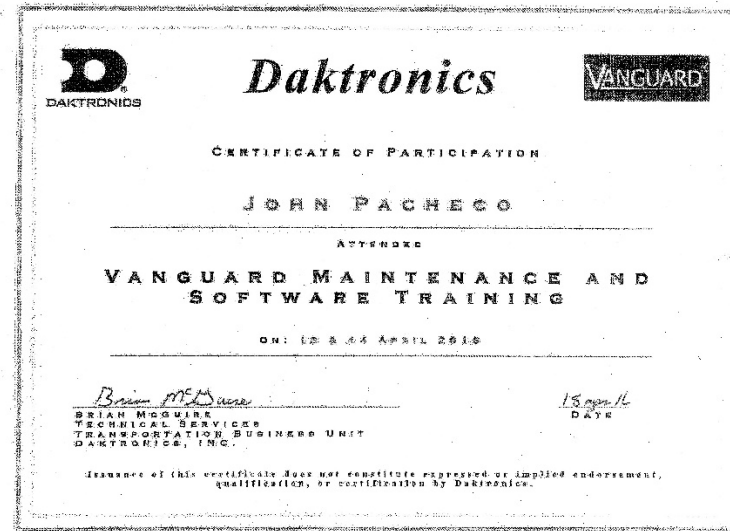 DAKTRONICS
Daktronics
VANGUARD
CERTIFICATE OF PARTICIPATION
JOHN PACHECO
ATTENDED
VANGUARD MAINTENANCE AND
SOFTWARE TRAINING
ON: APRIL
Brian McGuire
BRIAN MCGUIRE
TECHNICAL SERVICES
TRANSPORTATION BUSINESS UNIT
DAKTRONICS, INC.
DATE
Issuance of this certificate does not constitute expressed or implied endorsement,
qualification, or certification by Daktronics.